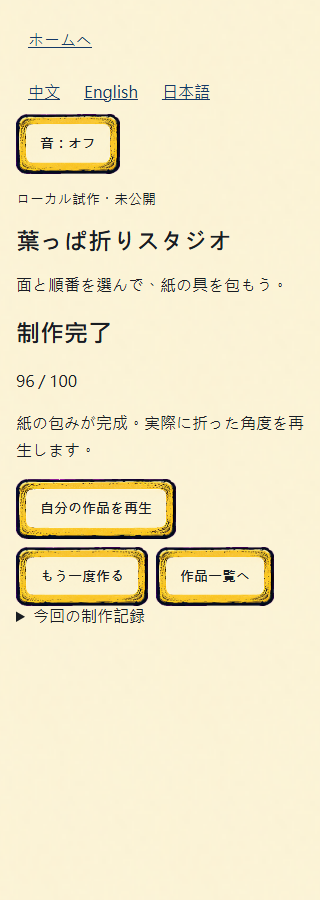 ホームへ
中文 English 日本語
音：オフ
ローカル試作・未公開
葉っぱ折りスタジオ
面と順番を選んで、紙の具を包もう。
制作完了
96 / 100
紙の包みが完成。実際に折った角度を再
生します。
自分の作品を再生
もう一度作る 作品一覧へ
▶ 今回の制作記録